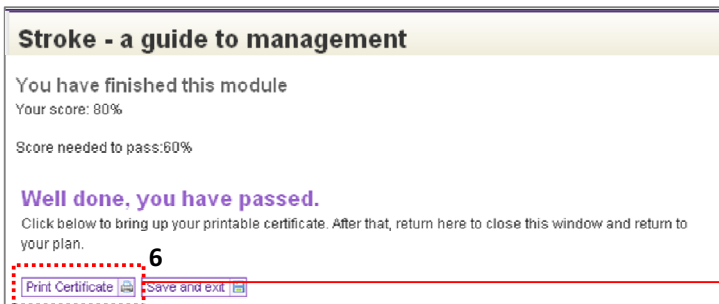 Stroke - a guide to management
You have finished this module
Your score: 80%
Score needed to pass:60%
Well done, you have passed.
Click below to bring up your printable certificate. After that, return here to close this window and return to
your plan.
6
Print Certificate Save and exit